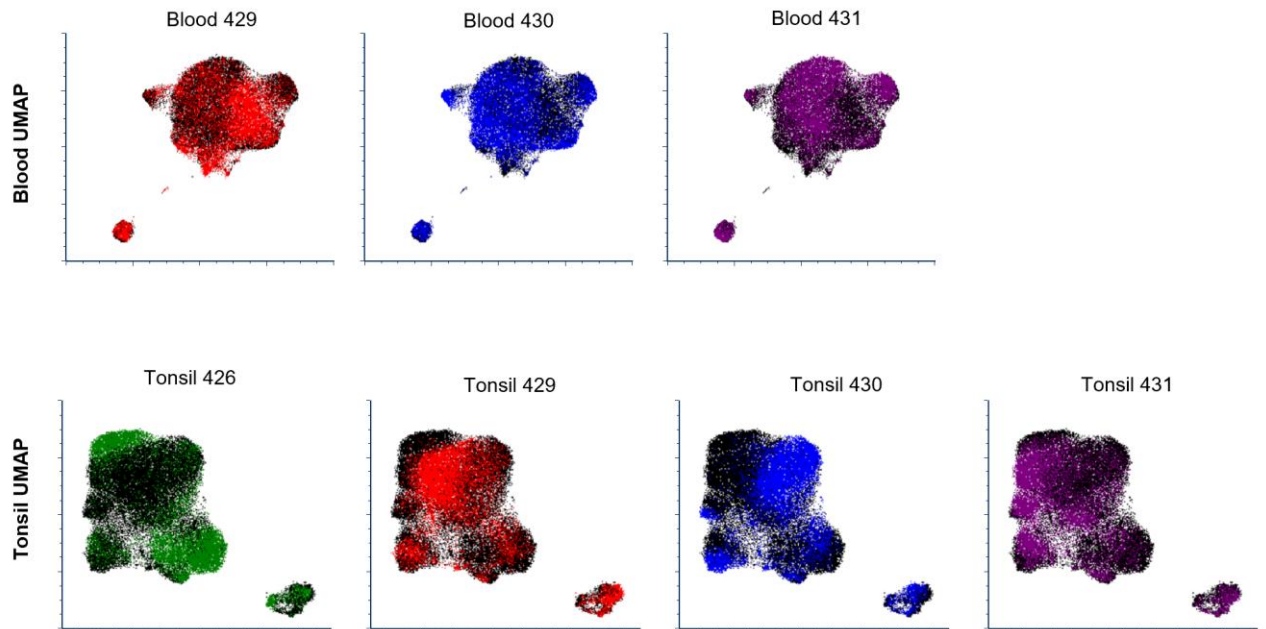 Blood 429
Blood 430
Blood 431
Blood UMAP
Tonsil 426
Tonsil 429
Tonsil 430
Tonsil 431
Tonsil UMAP